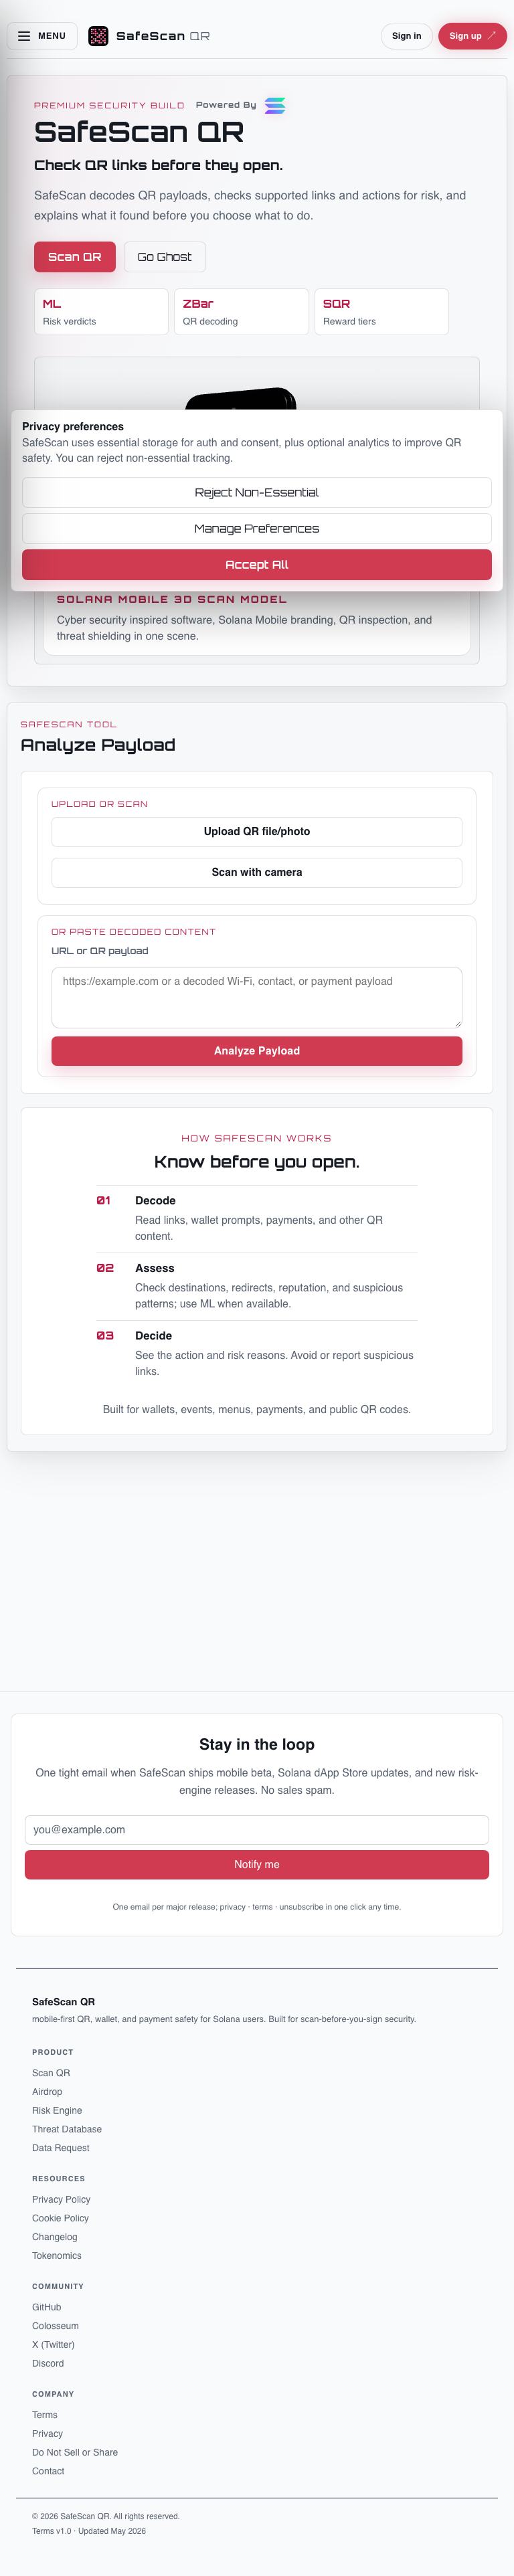 MENU
SafeScan QR
Sign in
Sign up
PREMIUM SECURITY BUILD
Powered By
SafeScan QR
Check QR links before they open.
SafeScan decodes QR payloads, checks supported links and actions for risk, and
explains what it found before you choose what to do.
Scan QR
Go Ghost
ML
Risk verdicts
ZBar
QR decoding
SQR
Reward tiers
Privacy preferences
SafeScan uses essential storage for auth and consent, plus optional analytics to improve QR
safety. You can reject non-essential tracking.
Reject Non-Essential
Manage Preferences
Accept All
SOLANA MOBILE 3D SCAN MODEL
Cyber security inspired software, Solana Mobile branding, QR inspection, and
threat shielding in one scene.
SAFESCAN TOOL
Analyze Payload
UPLOAD OR SCAN
Upload QR file/photo
Scan with camera
OR PASTE DECODED CONTENT
URL or QR payload
https://example.com or a decoded Wi-Fi, contact, or payment payload
Analyze Payload
HOW SAFESCAN WORKS
Know before you open.
01
Decode
Read links, wallet prompts, payments, and other QR
content.
02
Assess
Check destinations, redirects, reputation, and suspicious
patterns; use ML when available.
03
Decide
See the action and risk reasons. Avoid or report suspicious
links.
Built for wallets, events, menus, payments, and public QR codes.
Stay in the loop
One tight email when SafeScan ships mobile beta, Solana dApp Store updates, and new risk-
engine releases. No sales spam.
you@example.com
Notify me
One email per major release; privacy · terms · unsubscribe in one click any time.
SafeScan QR
mobile-first QR, wallet, and payment safety for Solana users. Built for scan-before-you-sign security.
PRODUCT
Scan QR
Airdrop
Risk Engine
Threat Database
Data Request
RESOURCES
Privacy Policy
Cookie Policy
Changelog
Tokenomics
COMMUNITY
GitHub
Colosseum
X (Twitter)
Discord
COMPANY
Terms
Privacy
Do Not Sell or Share
Contact
© 2026 SafeScan QR. All rights reserved.
Terms v1.0 · Updated May 2026